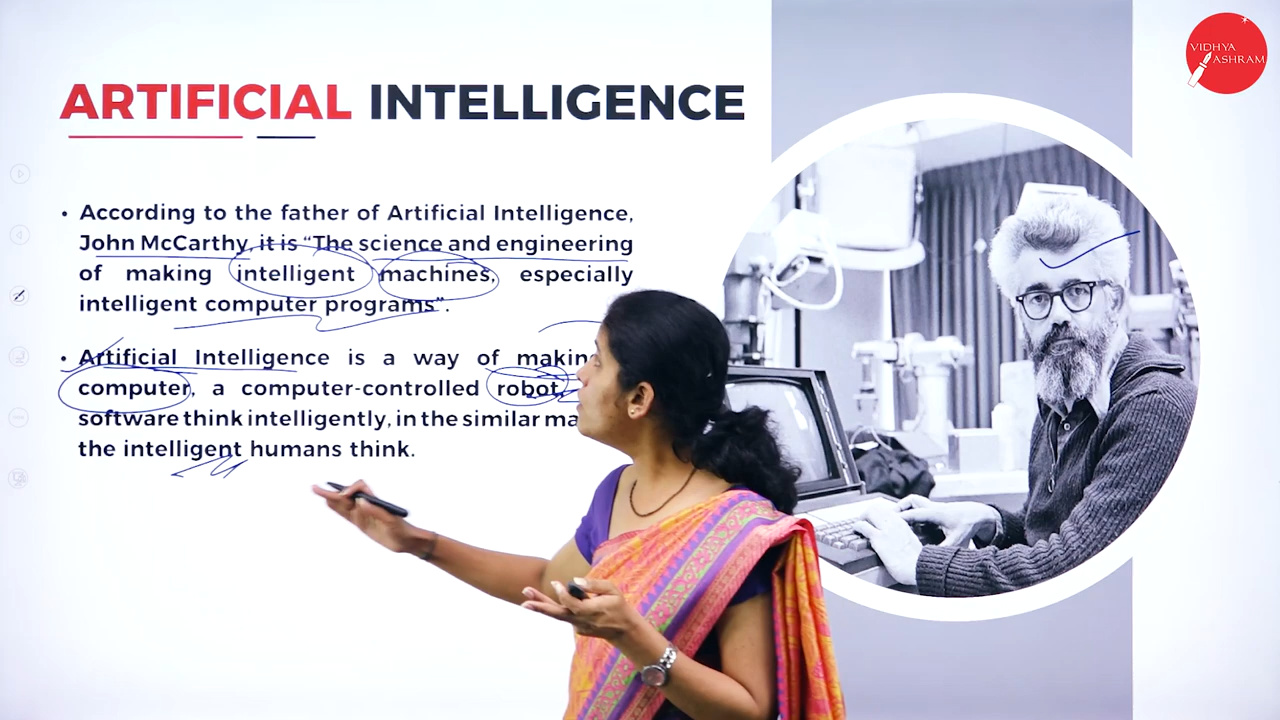 VIDHYA
ASHRAM
ARTIFICIAL INTELLIGENCE
• According to the father of Artificial Intelligence,
John McCarthy, it is “The science and engineering
of making intelligent machines, especially
intelligent computer programs”.
• Artificial Intelligence is a way of making
computer, a computer-controlled robot,
software think intelligently, in the similar
the intelligent humans think.